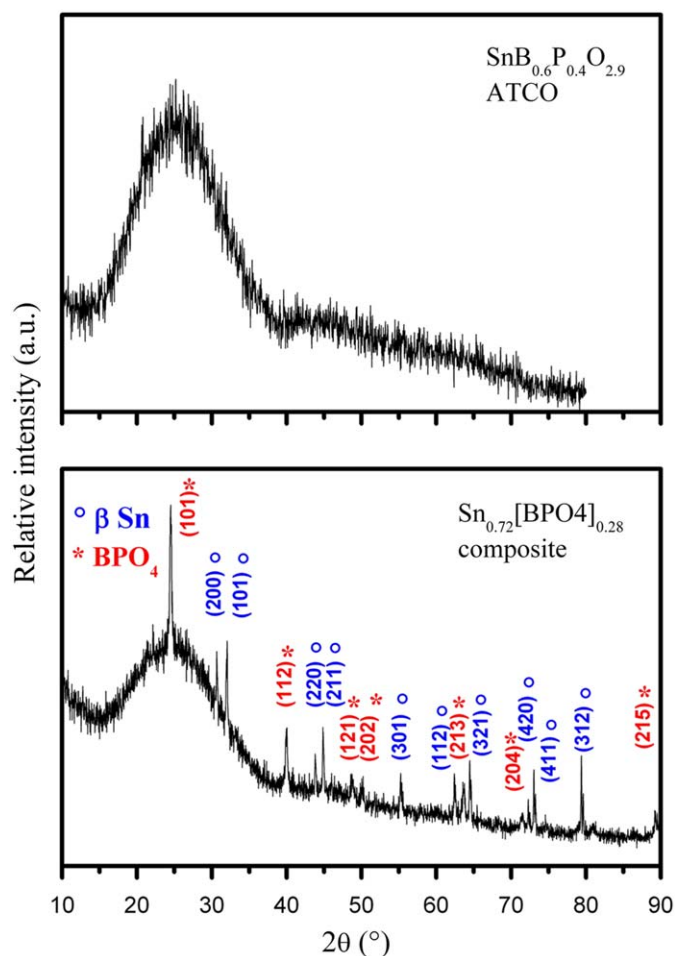 SnB₀.₆P₀.₄O₂.₉
ATCO
Relative intensity (a.u.)
° β Sn
* BPO₄
Sn₀.₇₂[BPO4]₀.₂₈
composite
(101)*
(200) °
(101) °
(112)*
(220) °
(211) °
(121) *
(202) *
(301) °
(112) °
(213) *
(321) °
(204)*
(420) °
(411) °
(312) °
(215) *
10 20 30 40 50 60 70 80 90
2θ (°)